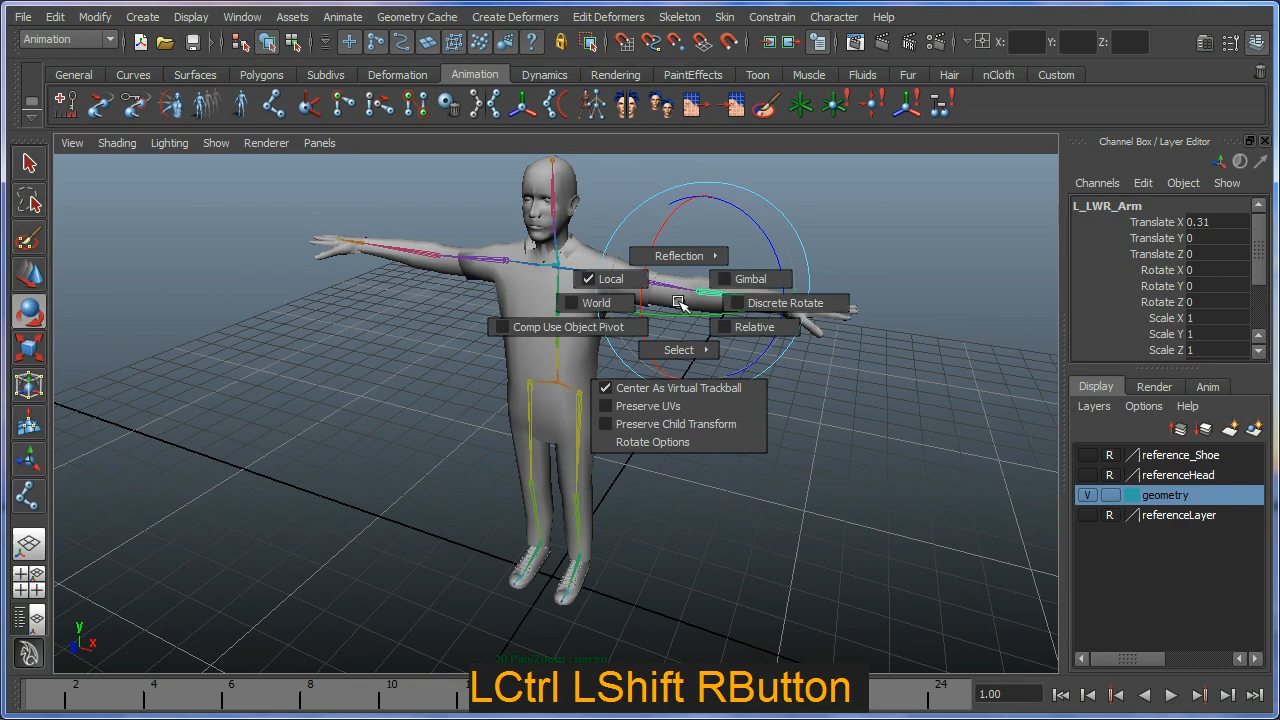 File Edit Modify Create Display Window Assets Animate Geometry Cache Create Deformers Edit Deformers Skeleton Skin Constrain Character Help
Animation X: Y: Z:
General Curves Surfaces Polygons Subdivs Deformation Animation Dynamics Rendering PaintEffects Toon Muscle Fluids Fur Hair nCloth Custom
View Shading Lighting Show Renderer Panels
Channel Box / Layer Editor
Channels Edit Object Show
L_LWR_Arm
Translate X 0.31
Translate Y 0
Translate Z 0
Rotate X 0
Rotate Y 0
Rotate Z 0
Scale X 1
Scale Y 1
Scale Z 1
Reflection
Local Gimbal
World Discrete Rotate
Comp Use Object Pivot Relative
Select
Center As Virtual Trackball
Preserve UVs
Preserve Child Transform
Rotate Options
Display Render Anim
Layers Options Help
R reference_Shoe
R referenceHead
V geometry
R referenceLayer
y
z x
2D Pan/Zoom : persp
LCtrl LShift RButton
2 4 6 8 10 24 1.00